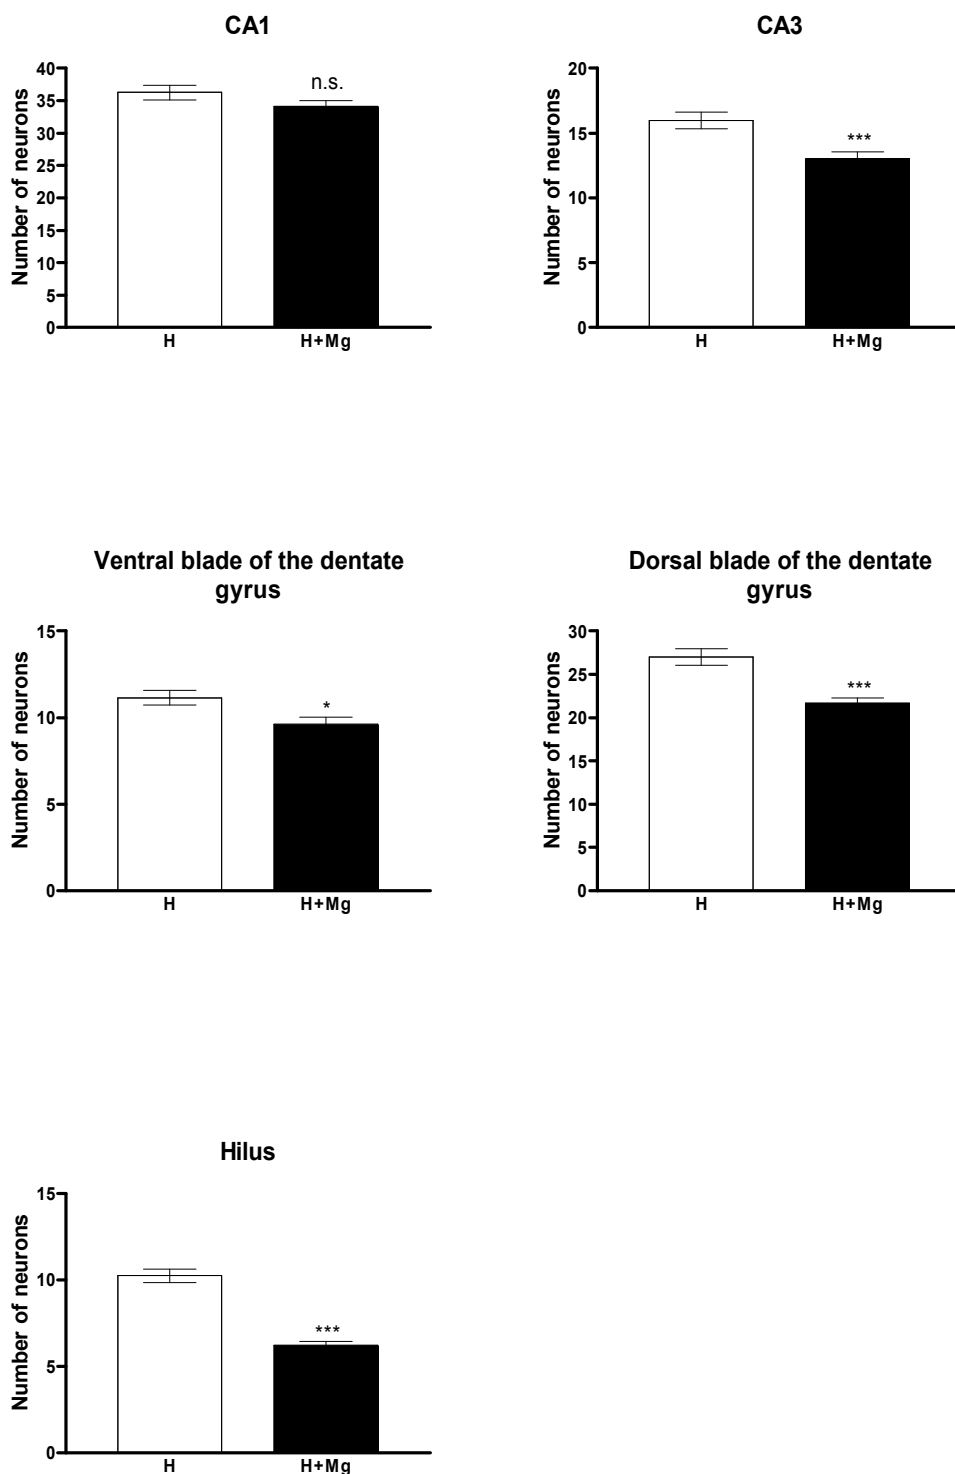 CA1
Number of neurons
40
35
30
25
20
15
10
5
0
n.s.
H H+Mg
CA3
Number of neurons
20
15
10
5
0
***
H H+Mg
Ventral blade of the dentate
gyrus
Number of neurons
15
10
5
0
*
H H+Mg
Dorsal blade of the dentate
gyrus
Number of neurons
30
25
20
15
10
5
0
***
H H+Mg
Hilus
Number of neurons
15
10
5
0
***
H H+Mg